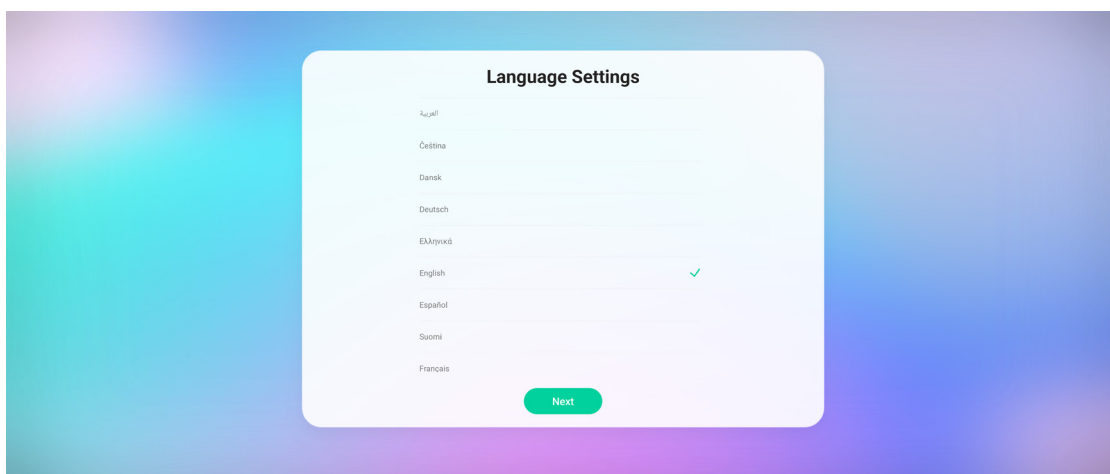 Language Settings
العربية
Čeština
Dansk
Deutsch
Ελληνικά
English
Español
Suomi
Français
Next